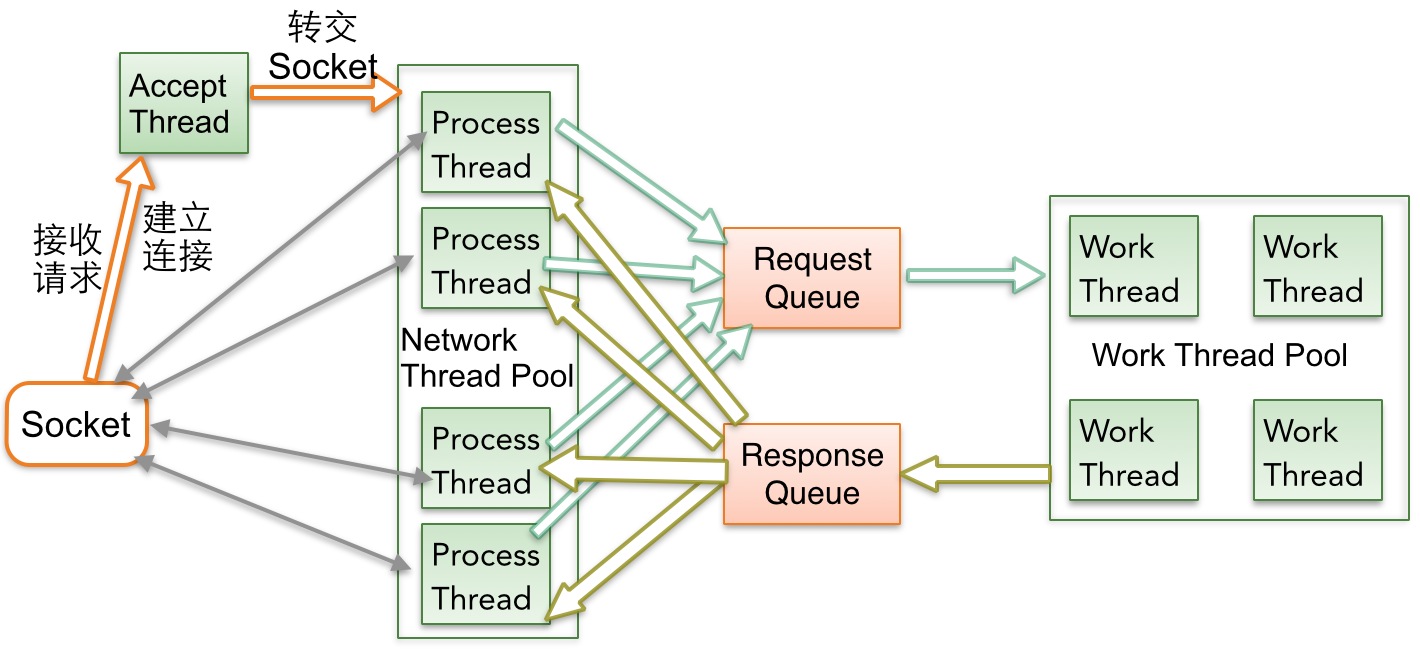 转交
Socket
Accept
Thread
接收
请求
建立
连接
Socket
Process
Thread
Process
Thread
Network
Thread Pool
Process
Thread
Process
Thread
Request
Queue
Response
Queue
Work
Thread
Work
Thread
Work Thread Pool
Work
Thread
Work
Thread